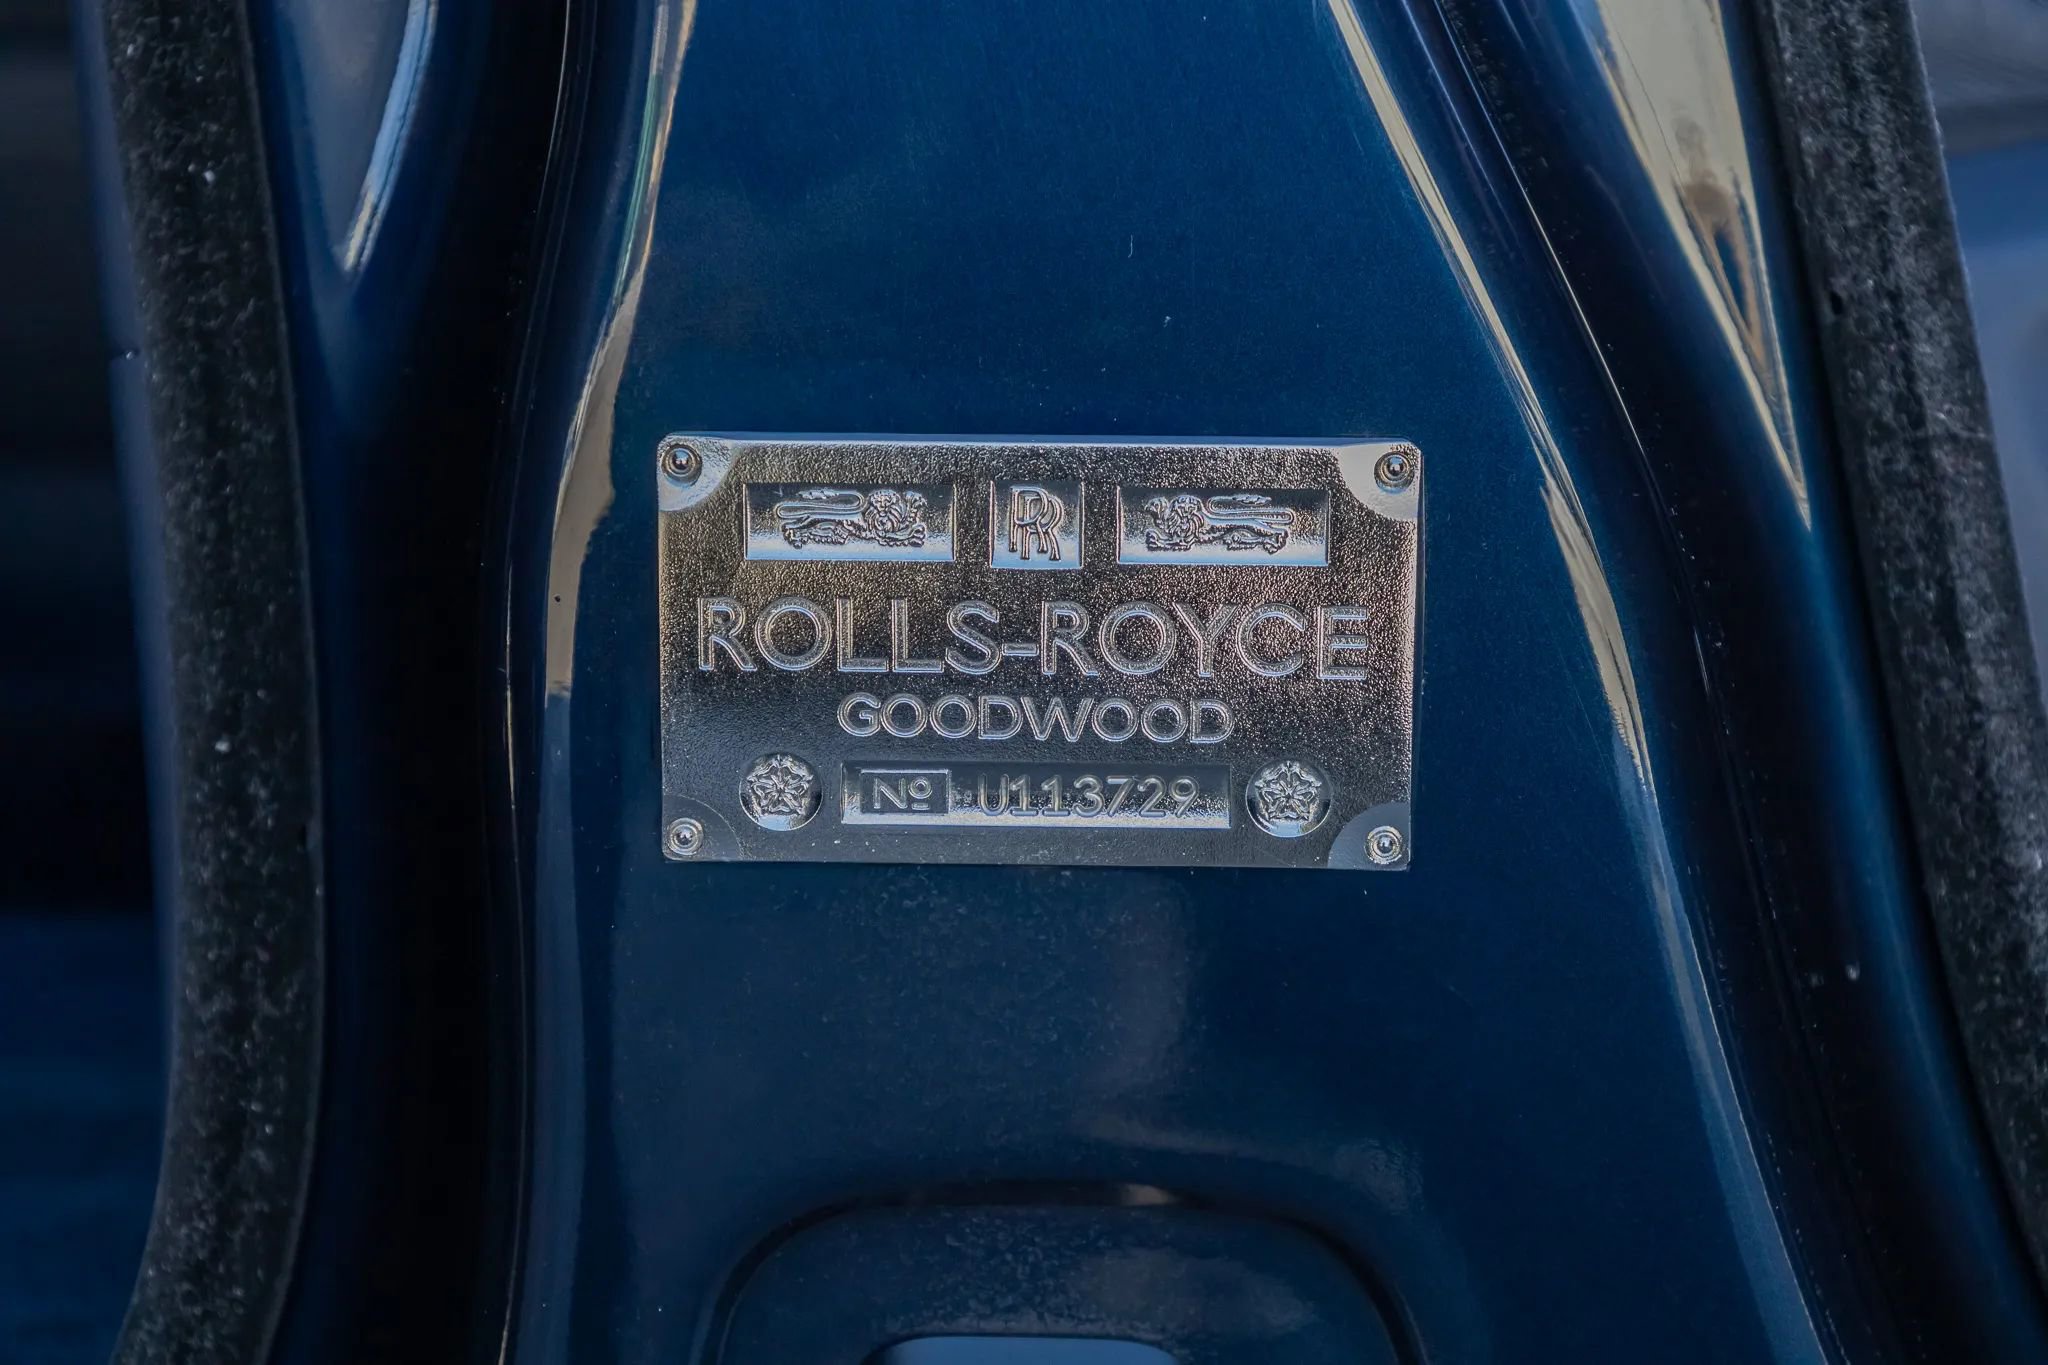 RR
ROLLS-ROYCE
GOODWOOD
Nº U113729